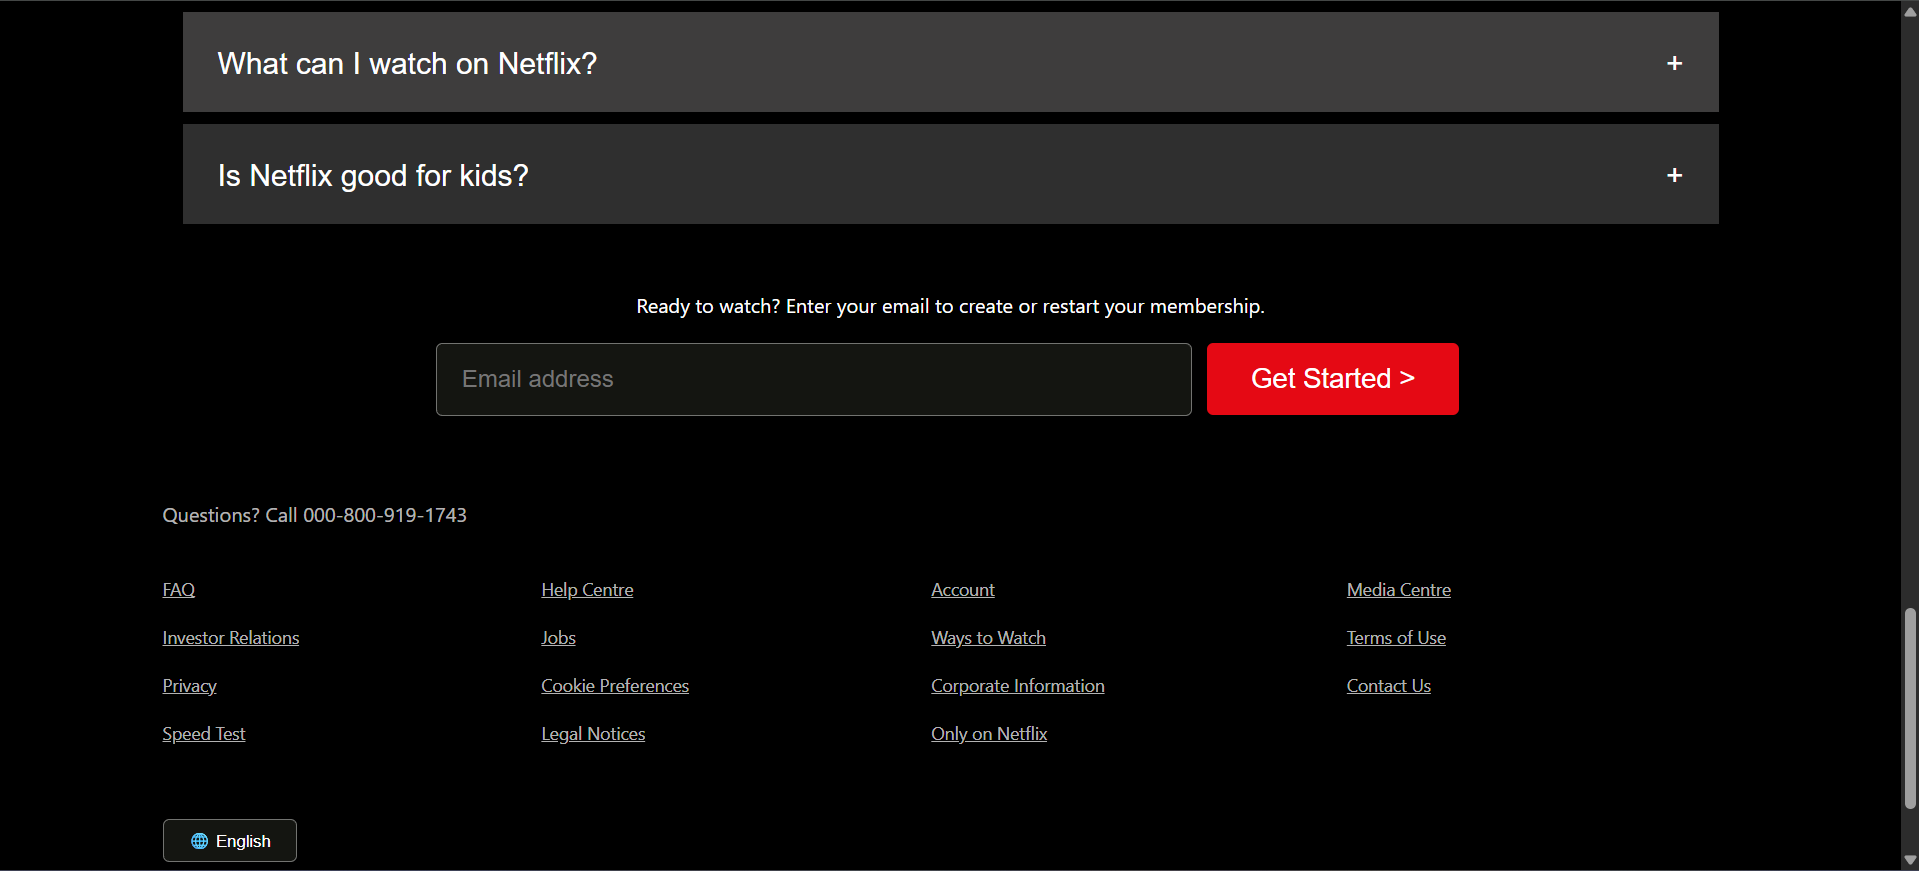 What can I watch on Netflix? +
Is Netflix good for kids? +
Ready to watch? Enter your email to create or restart your membership.
Email address
Get Started >
Questions? Call 000-800-919-1743
FAQ Help Centre Account Media Centre
Investor Relations Jobs Ways to Watch Terms of Use
Privacy Cookie Preferences Corporate Information Contact Us
Speed Test Legal Notices Only on Netflix
English